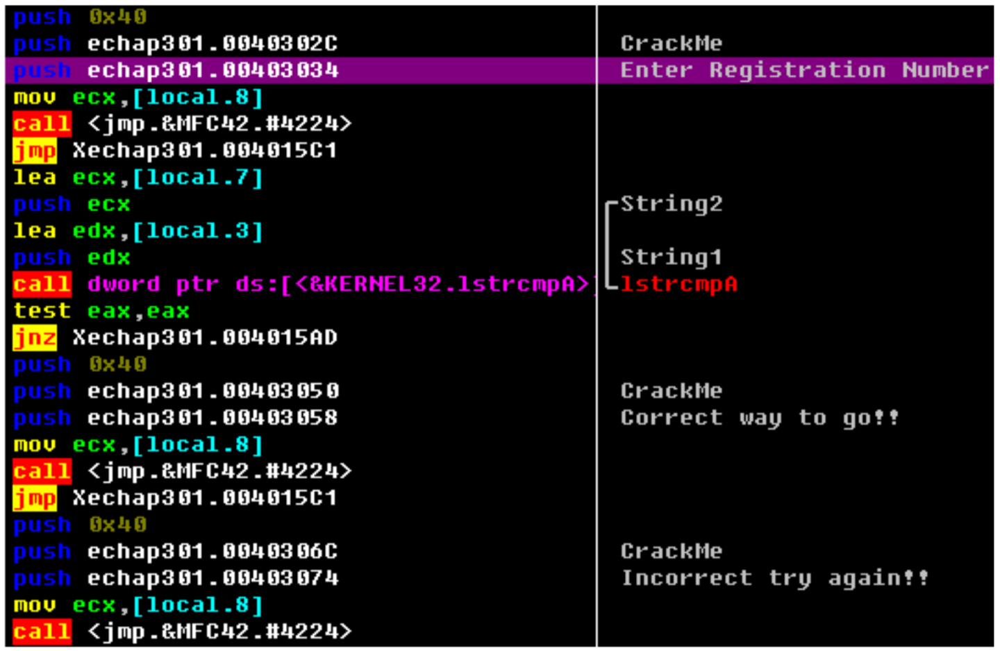 push 0x40
push echap301.0040302C CrackMe
push echap301.00403034 Enter Registration Number
mov ecx,[local.8]
call <jmp.&MFC42.#4224>
jmp Xechap301.004015C1
lea ecx,[local.7]
push ecx String2
lea edx,[local.3]
push edx String1
call dword ptr ds:[<&KERNEL32.lstrcmpA>] lstrcmpA
test eax,eax
jnz Xechap301.004015AD
push 0x40
push echap301.00403050 CrackMe
push echap301.00403058 Correct way to go!!
mov ecx,[local.8]
call <jmp.&MFC42.#4224>
jmp Xechap301.004015C1
push 0x40
push echap301.0040306C CrackMe
push echap301.00403074 Incorrect try again!!
mov ecx,[local.8]
call <jmp.&MFC42.#4224>